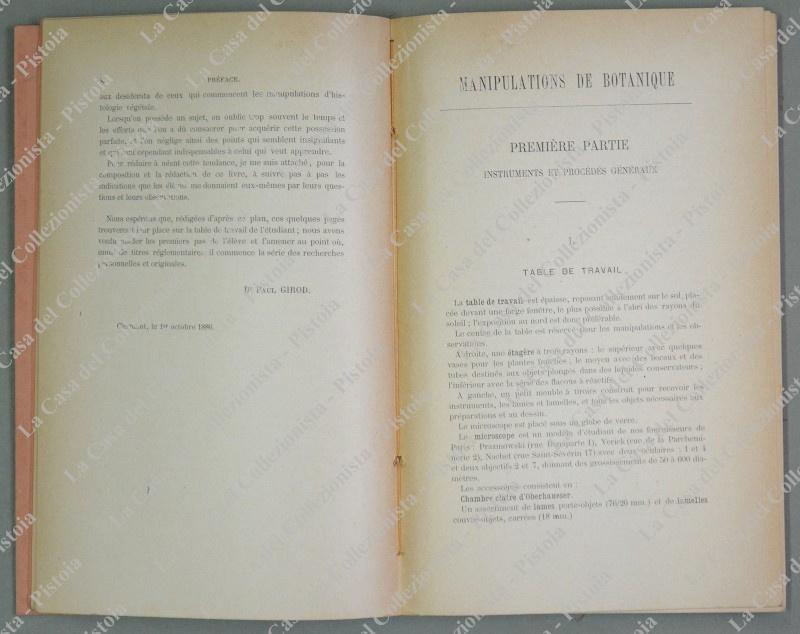 PRÉFACE.
aux desiderata de ceux qui commencent les manipulations d'his-
tologie végétale.
Lorsqu'on possède un sujet, on oublie trop souvent le temps et
les efforts que l'on a dû consacrer pour acquérir cette possession
parfaite, et l'on néglige ainsi des points qui semblent insignifiants
et qui sont cependant indispensables à celui qui veut apprendre.
Pour réduire à néant cette tendance, je me suis attaché, pour la
composition et la rédaction de ce livre, à suivre pas à pas les
indications que les élèves me donnaient eux-mêmes par leurs ques-
tions et leurs observations.
Nous espérons que, rédigées d'après ce plan, ces quelques pages
trouveront leur place sur la table de travail de l'étudiant ; nous avons
voulu guider les premiers pas de l'élève et l'amener au point où,
muni de titres réglementaires, il commence la série des recherches
personnelles et originales.
Dr PAUL GIROD.
Clermont, le 1er octobre 1886.
MANIPULATIONS DE BOTANIQUE
PREMIÈRE PARTIE
INSTRUMENTS ET PROCÉDÉS GÉNÉRAUX
I.
TABLE DE TRAVAIL.
La table de travail est épaisse, reposant solidement sur le sol, pla-
cée devant une large fenêtre, le plus possible à l'abri des rayons du
soleil ; l'exposition au nord est donc préférable.
Le centre de la table est réservé pour les manipulations et les ob-
servations.
A droite, une étagère à trois rayons : le supérieur avec quelques
vases pour les plantes fraîches ; le moyen avec des bocaux et des
tubes destinés aux objets plongés dans des liquides conservateurs ;
l'inférieur avec la série des flacons à réactifs.
A gauche, un petit meuble à tiroirs construit pour recevoir les
instruments, les lames et lamelles, et tous les objets nécessaires aux
préparations et au dessin.
Le microscope est placé sous un globe de verre.
Le microscope est un modèle d'étudiant de nos fournisseurs de
Paris : Prazmowski (rue Bonaparte 1), Verick (rue de la Parchemi-
nerie 2), Nachet (rue Saint-Séverin 17) avec deux oculaires : 1 et 4
et deux objectifs 2 et 7, donnant des grossissements de 50 à 600 dia-
mètres.
Les accessoires consistent en :
Chambre claire d'Oberhaueser.
Un assortiment de lames porte-objets (76/26 mm.) et de lamelles
couvre-objets, carrées (18 mm.)
La Casa del Collezionista - Pistoia